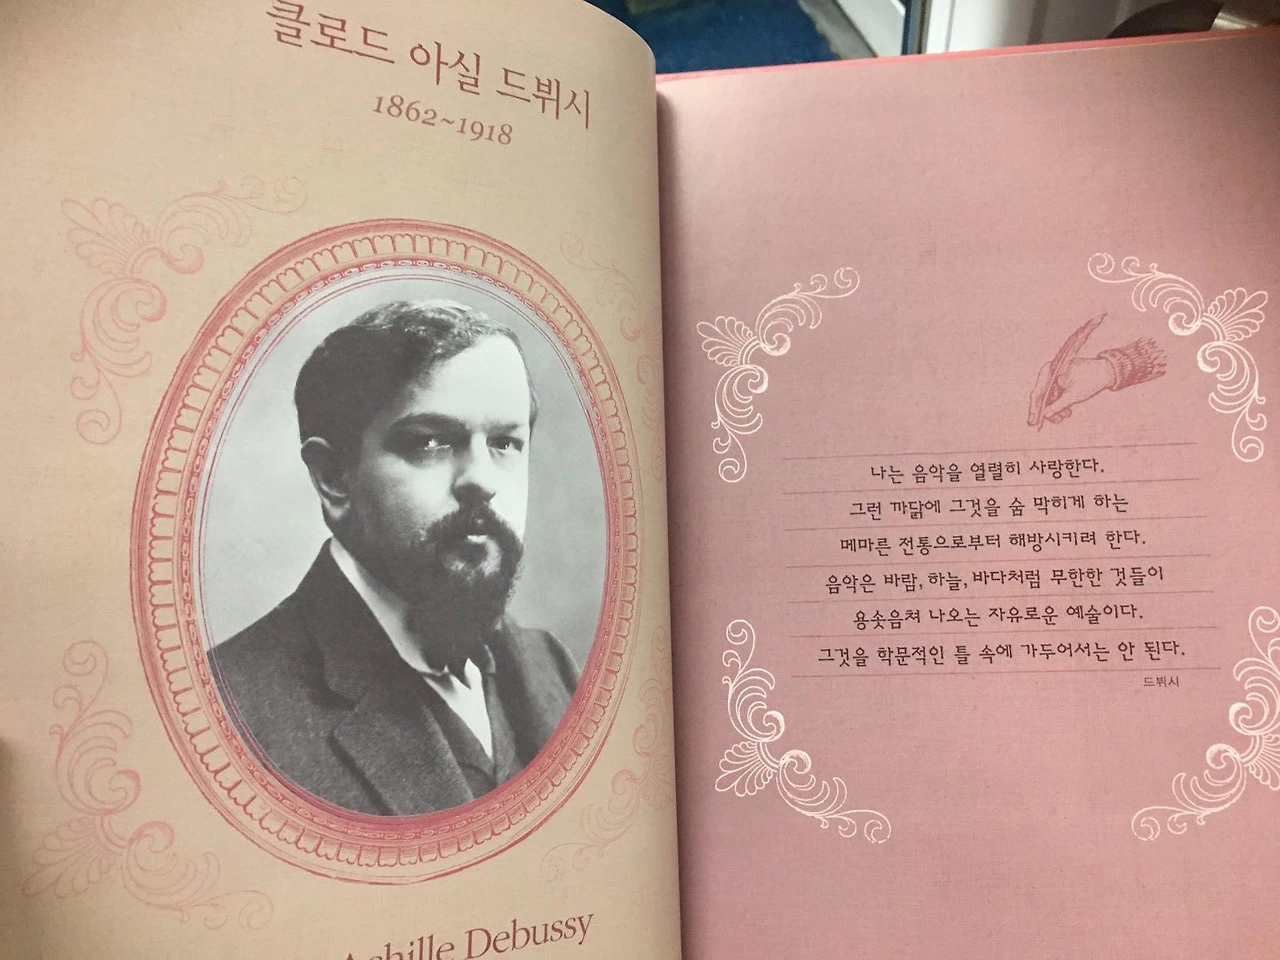 클로드 아실 드뷔시
1862~1918
Achille Debussy
나는 음악을 열렬히 사랑한다.
그런 까닭에 그것을 숨 막히게 하는
메마른 전통으로부터 해방시키려 한다.
음악은 바람, 하늘, 바다처럼 무한한 것들이
용솟음쳐 나오는 자유로운 예술이다.
그것을 학문적인 틀 속에 가두어서는 안 된다.
드뷔시